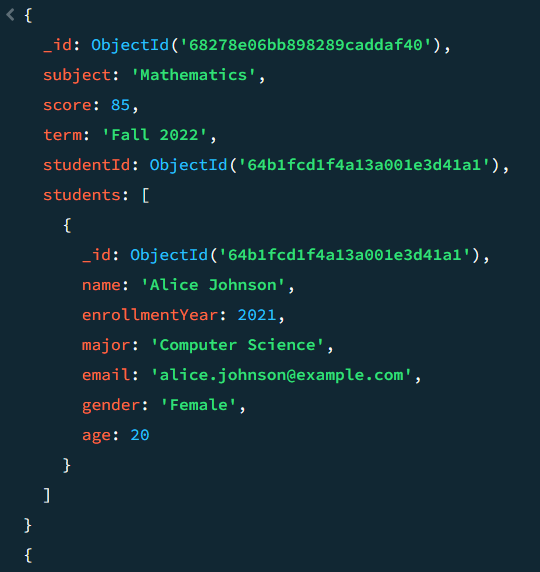 {
_id: ObjectId('68278e06bb898289caddaf40'),
subject: 'Mathematics',
score: 85,
term: 'Fall 2022',
studentId: ObjectId('64b1fcd1f4a13a001e3d41a1'),
students: [
{
_id: ObjectId('64b1fcd1f4a13a001e3d41a1'),
name: 'Alice Johnson',
enrollmentYear: 2021,
major: 'Computer Science',
email: 'alice.johnson@example.com',
gender: 'Female',
age: 20
}
]
}
{